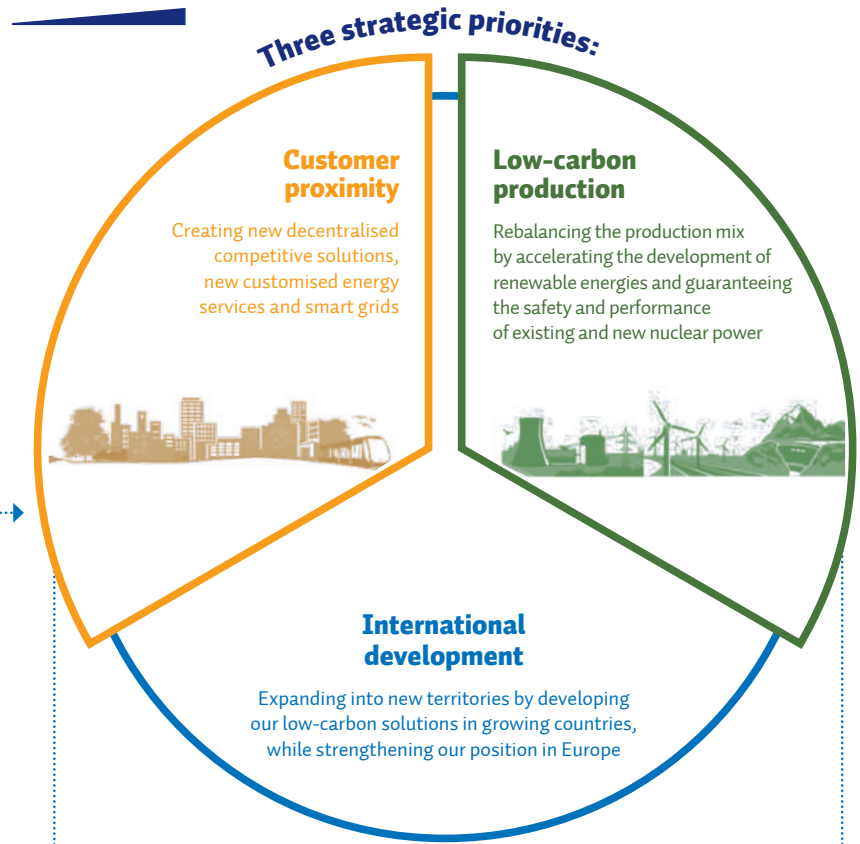 Three strategic priorities:
Customer
proximity
Creating new decentralised
competitive solutions,
new customised energy
services and smart grids
Low-carbon
production
Rebalancing the production mix
by accelerating the development of
renewable energies and guaranteeing
the safety and performance
of existing and new nuclear power
International
development
Expanding into new territories by developing
our low-carbon solutions in growing countries,
while strengthening our position in Europe